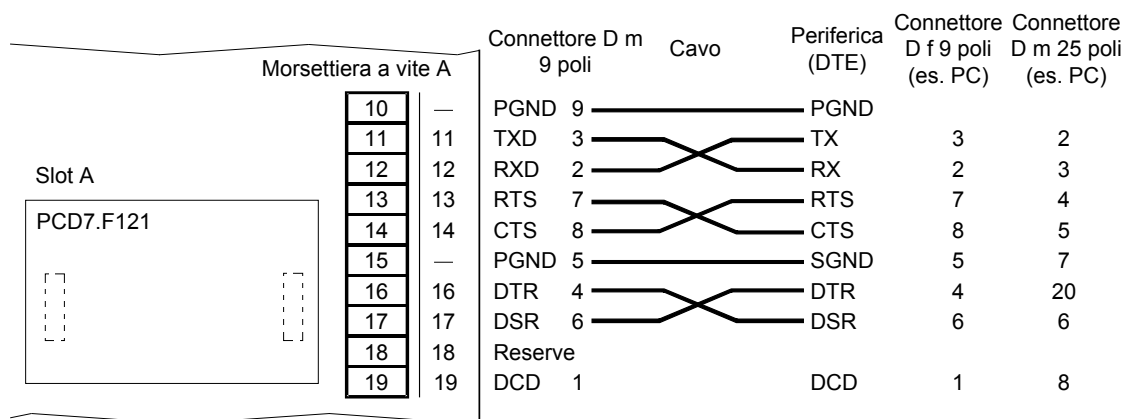 Connettore D m
9 poli
Cavo
Periferica
(DTE)
Connettore
D f 9 poli
(es. PC)
Connettore
D m 25 poli
(es. PC)
Morsettiera a vite A
Slot A
PCD7.F121
10 — PGND 9 PGND
11 11 TXD 3 TX 3 2
12 12 RXD 2 RX 2 3
13 13 RTS 7 RTS 7 4
14 14 CTS 8 CTS 8 5
15 — PGND 5 SGND 5 7
16 16 DTR 4 DTR 4 20
17 17 DSR 6 DSR 6 6
18 18 Reserve
19 19 DCD 1 DCD 1 8